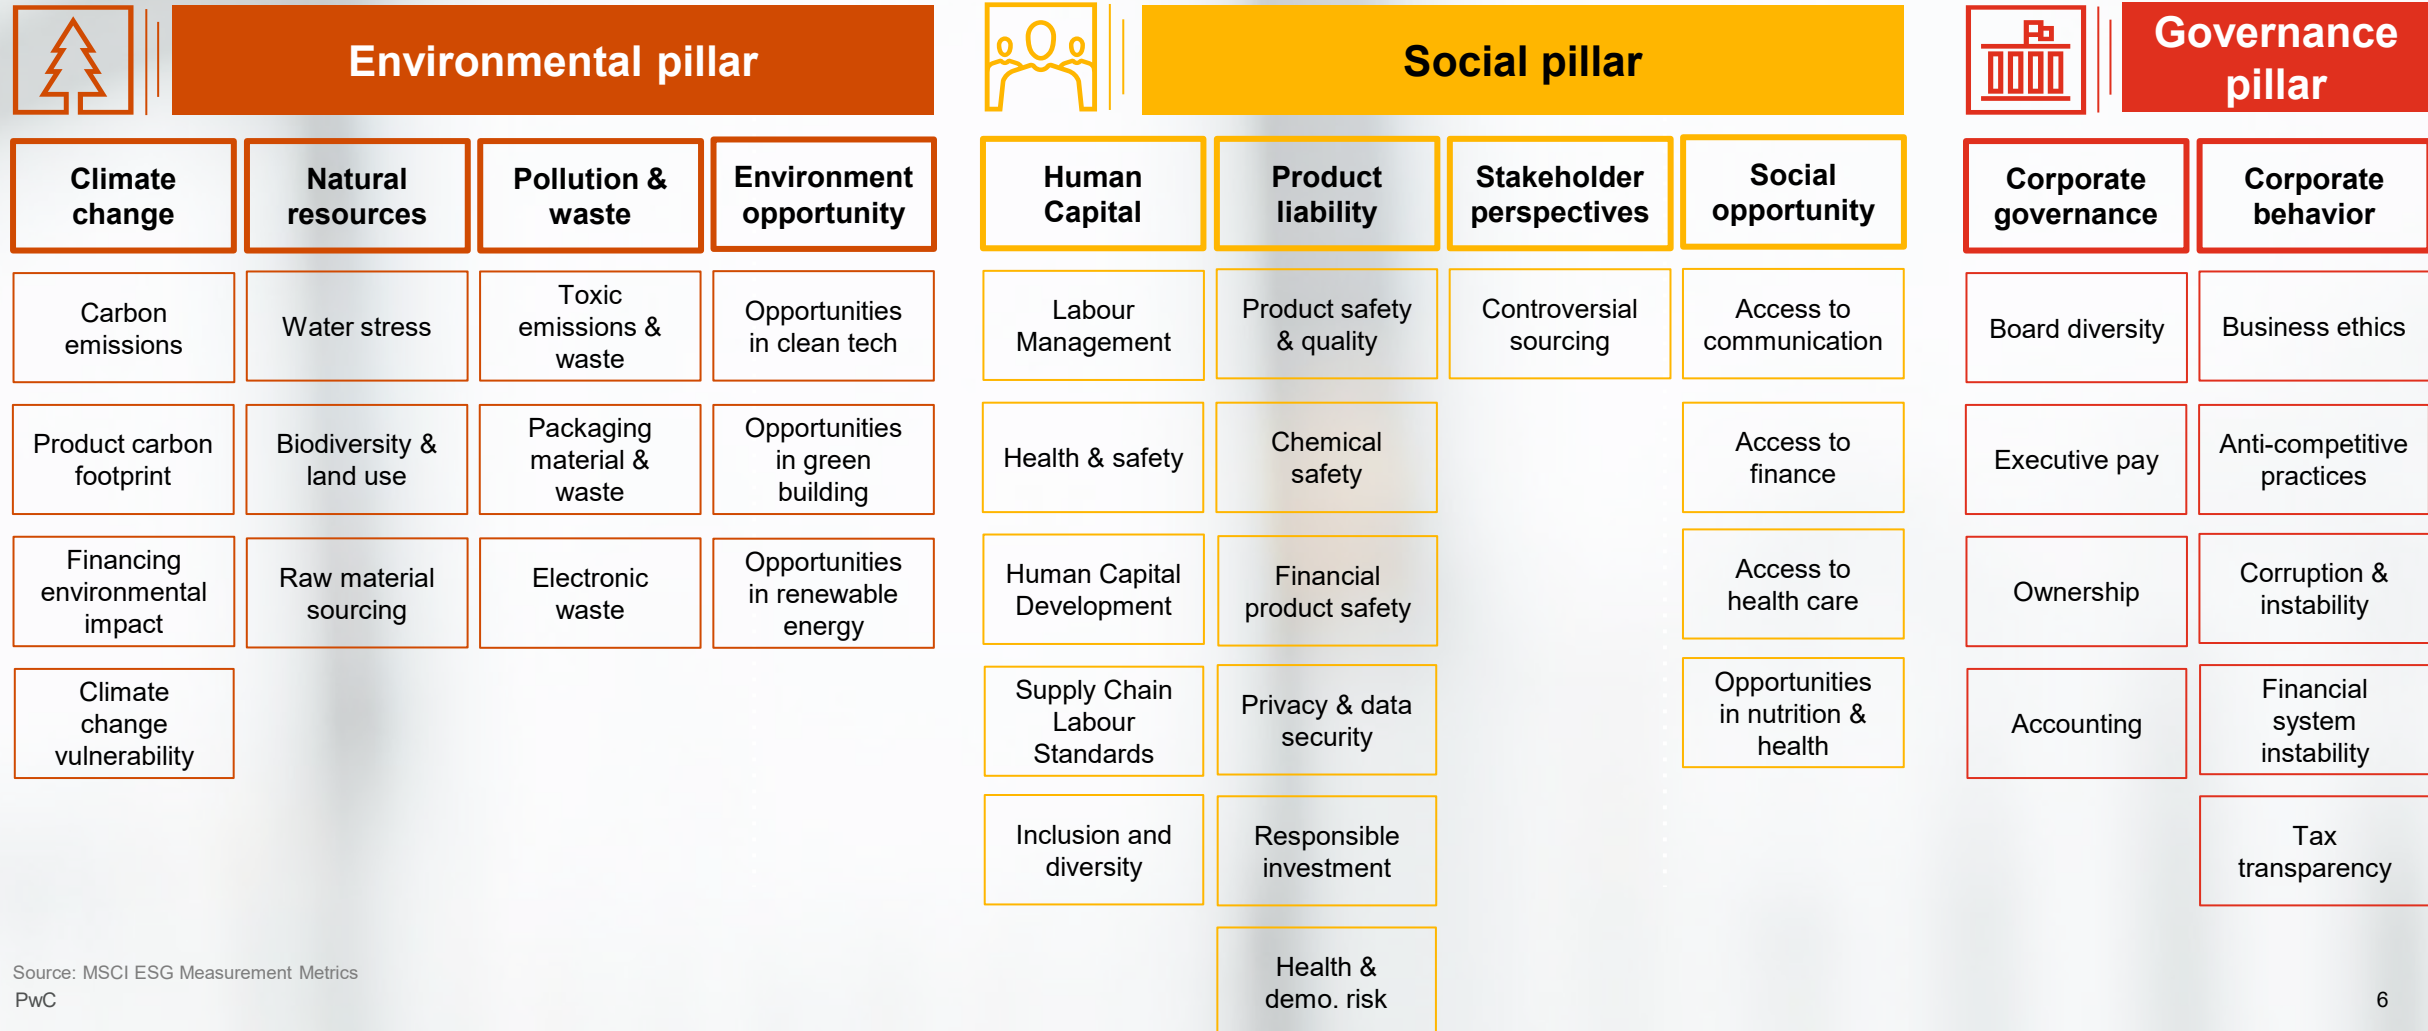 Environmental pillar
Climate
change
Natural
resources
Pollution &
waste
Environment
opportunity
Carbon
emissions
Water stress
Toxic
emissions &
waste
Opportunities
in clean tech
Product carbon
footprint
Biodiversity &
land use
Packaging
material &
waste
Opportunities
in green
building
Financing
environmental
impact
Raw material
sourcing
Electronic
waste
Opportunities
in renewable
energy
Climate
change
vulnerability
Social pillar
Human
Capital
Product
liability
Stakeholder
perspectives
Social
opportunity
Labour
Management
Product safety
& quality
Controversial
sourcing
Access to
communication
Health & safety
Chemical
safety
Access to
finance
Human Capital
Development
Financial
product safety
Access to
health care
Supply Chain
Labour
Standards
Privacy & data
security
Opportunities
in nutrition &
health
Inclusion and
diversity
Responsible
investment
Health &
demo. risk
Governance
pillar
Corporate
governance
Corporate
behavior
Board diversity
Business ethics
Executive pay
Anti-competitive
practices
Ownership
Corruption &
instability
Accounting
Financial
system
instability
Tax
transparency
Source: MSCI ESG Measurement Metrics
PwC
6